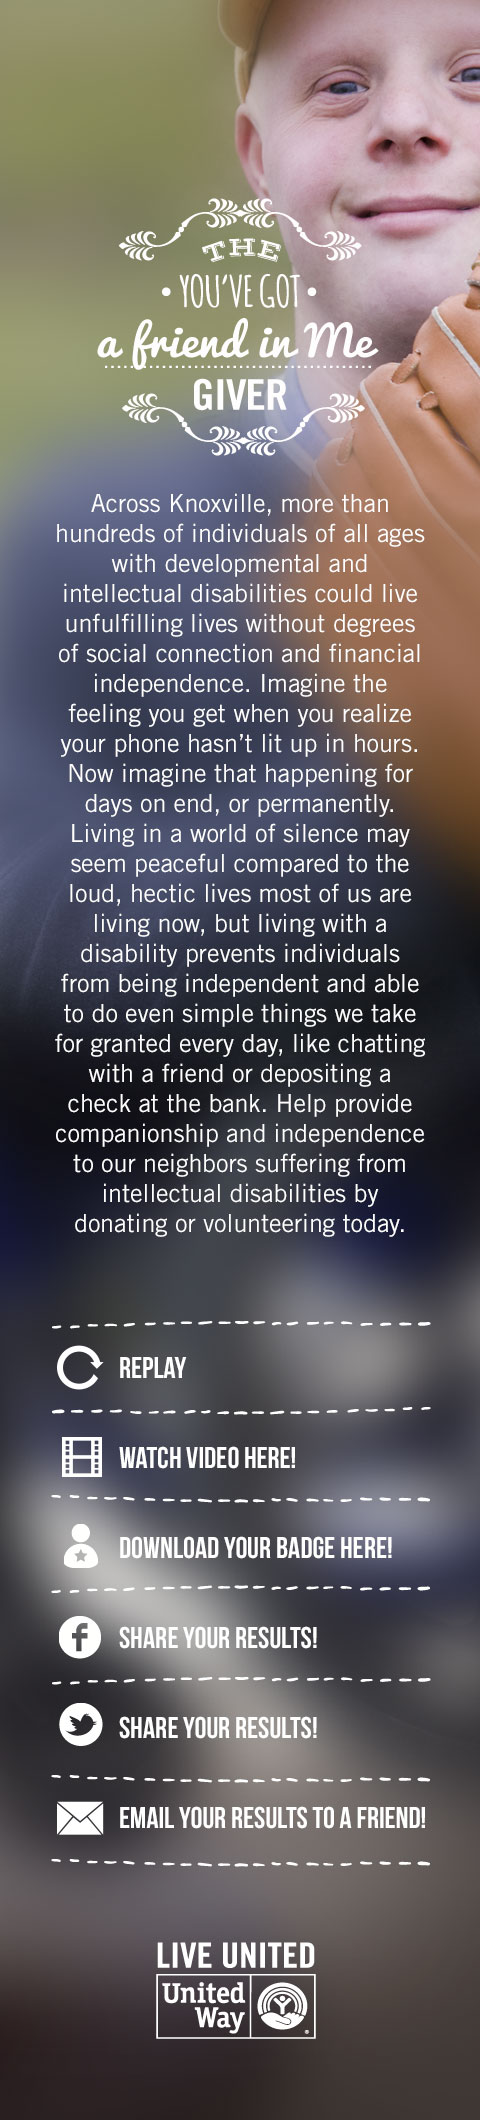 THE
• YOU'VE GOT •
a friend in Me
GIVER
Across Knoxville, more than
hundreds of individuals of all ages
with developmental and
intellectual disabilities could live
unfulfilling lives without degrees
of social connection and financial
independence. Imagine the
feeling you get when you realize
your phone hasn't lit up in hours.
Now imagine that happening for
days on end, or permanently.
Living in a world of silence may
seem peaceful compared to the
loud, hectic lives most of us are
living now, but living with a
disability prevents individuals
from being independent and able
to do even simple things we take
for granted every day, like chatting
with a friend or depositing a
check at the bank. Help provide
companionship and independence
to our neighbors suffering from
intellectual disabilities by
donating or volunteering today.
REPLAY
WATCH VIDEO HERE!
DOWNLOAD YOUR BADGE HERE!
SHARE YOUR RESULTS!
SHARE YOUR RESULTS!
EMAIL YOUR RESULTS TO A FRIEND!
LIVE UNITED
United
Way
®